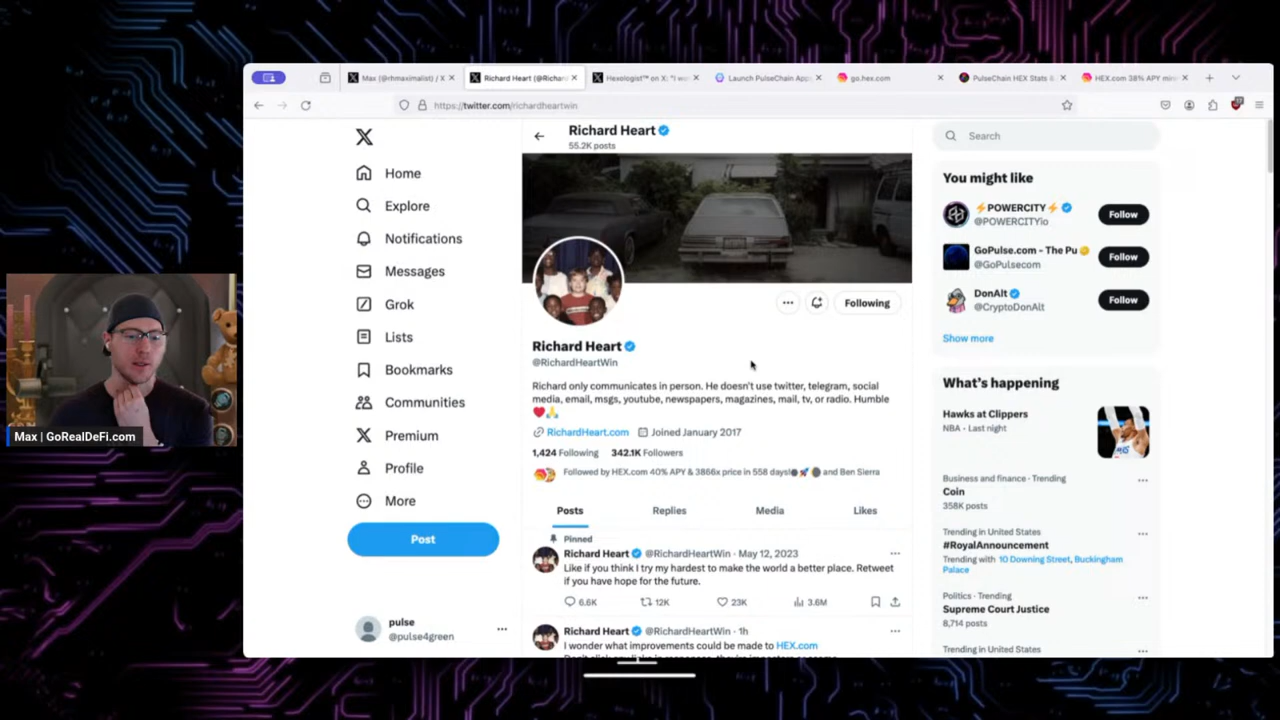 Max (@rhmaximalist) / X
Richard Heart (@Richar
Hexologist™ on X: "I wo
Launch PulseChain App
go.hex.com
PulseChain HEX Stats &
HEX.com 38% APY min
https://twitter.com/richardheartwin
Richard Heart
55.2K posts
Home
Explore
Notifications
Messages
Grok
Lists
Bookmarks
Communities
Premium
Profile
More
Post
pulse
@pulse4green
Following
Richard Heart
@RichardHeartWin
Richard only communicates in person. He doesn't use twitter, telegram, social
media, email, msgs, youtube, newspapers, magazines, mail, tv, or radio. Humble
❤️🙏
RichardHeart.com Joined January 2017
1,424 Following 342.1K Followers
Followed by HEX.com 40% APY & 3866x price in 558 days! and Ben Sierra
Posts Replies Media Likes
Pinned
Richard Heart @RichardHeartWin · May 12, 2023
Like if you think I try my hardest to make the world a better place. Retweet
if you have hope for the future.
6.6K 12K 23K 3.6M
Richard Heart @RichardHeartWin · 1h
I wonder what improvements could be made to HEX.com
Search
You might like
⚡POWERCITY⚡
@POWERCITYio
Follow
GoPulse.com - The Pu
@GoPulsecom
Follow
DonAlt
@CryptoDonAlt
Follow
Show more
What's happening
Hawks at Clippers
NBA · Last night
Business and finance · Trending
Coin
358K posts
Trending in United States
#RoyalAnnouncement
Trending with 10 Downing Street, Buckingham
Palace
Politics · Trending
Supreme Court Justice
8,714 posts
Trending in United States
Max | GoRealDeFi.com